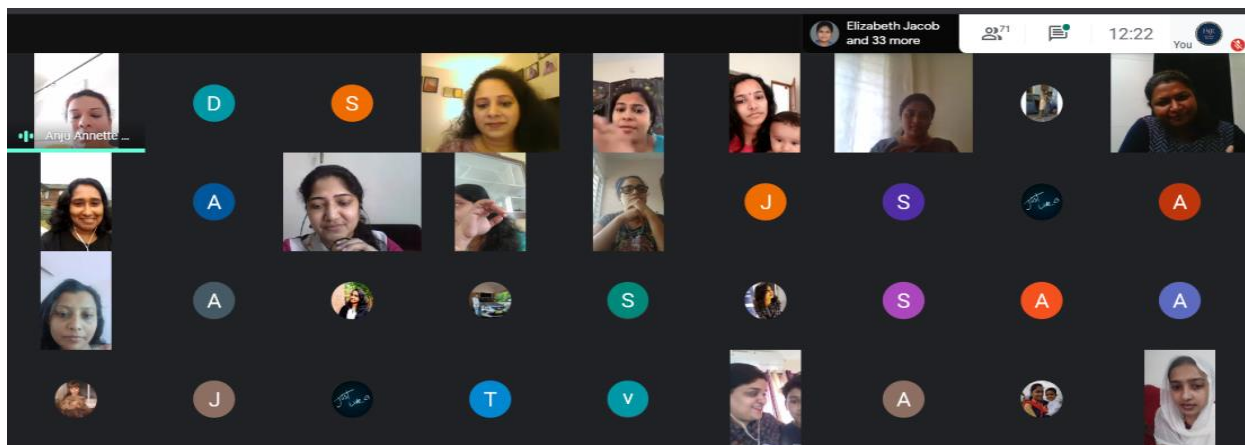 Elizabeth Jacob
and 33 more
71
12:22
You
Anju Annette ...
D
S
A
J
S
A
A
S
S
A
A
J
T
v
A